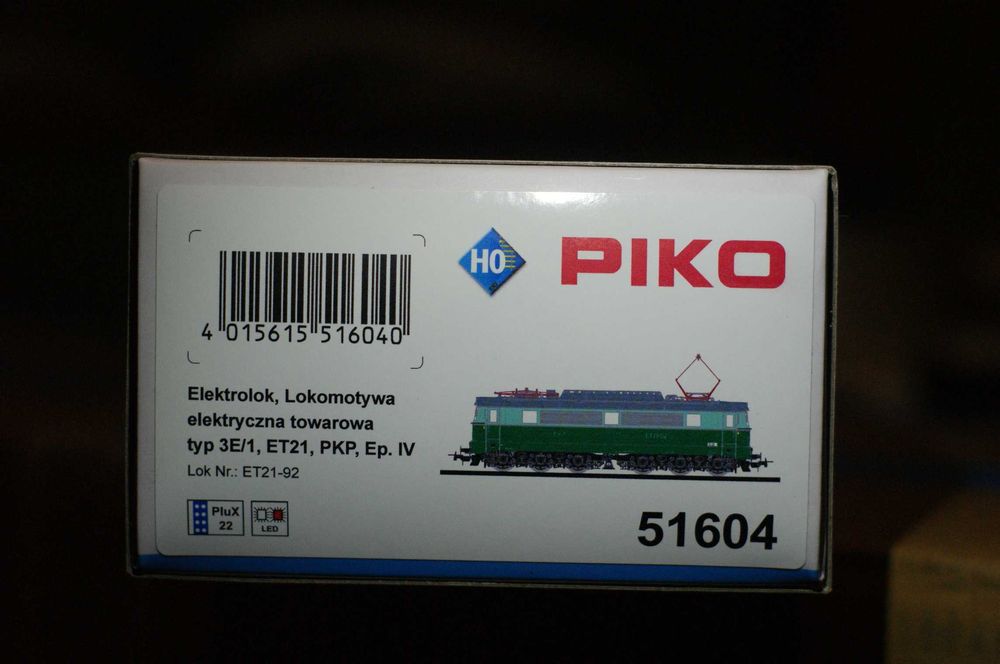 4 015615 516040
H0
PIKO
Elektrolok, Lokomotywa
elektryczna towarowa
typ 3E/1, ET21, PKP, Ep. IV
Lok Nr.: ET21-92
PluX
22
LED
51604